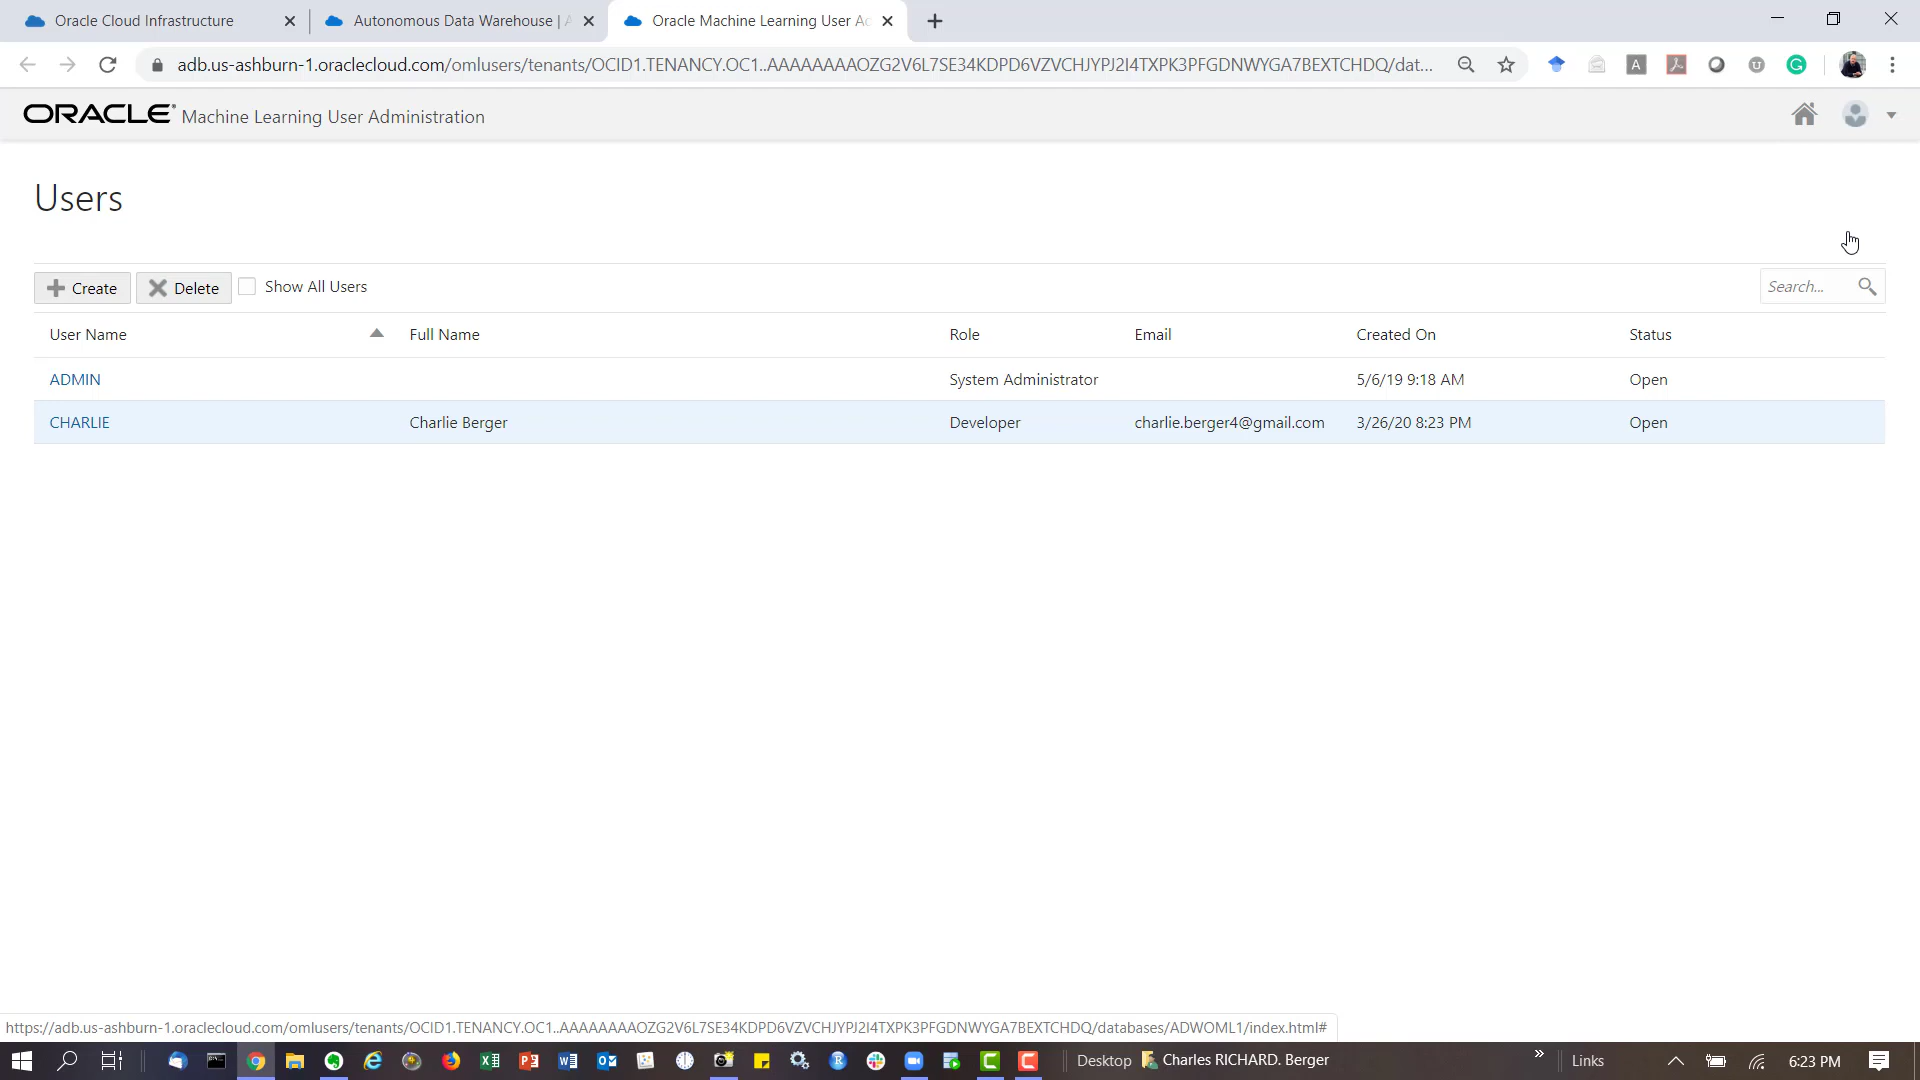 Oracle Cloud Infrastructure
Autonomous Data Warehouse | A
Oracle Machine Learning User Ad
adb.us-ashburn-1.oraclecloud.com/omlusers/tenants/OCID1.TENANCY.OC1..AAAAAAAAOZG2V6L7SE34KDPD6VZVCHJYPJ2I4TXPK3PFGDNWYGA7BEXTCHDQ/dat...
ORACLE® Machine Learning User Administration
Users
Create Delete Show All Users Search...
User Name Full Name Role Email Created On Status
ADMIN System Administrator 5/6/19 9:18 AM Open
CHARLIE Charlie Berger Developer charlie.berger4@gmail.com 3/26/20 8:23 PM Open
https://adb.us-ashburn-1.oraclecloud.com/omlusers/tenants/OCID1.TENANCY.OC1..AAAAAAAAOZG2V6L7SE34KDPD6VZVCHJYPJ2I4TXPK3PFGDNWYGA7BEXTCHDQ/databases/ADWOML1/index.html#
Desktop Charles RICHARD. Berger » Links 6:23 PM